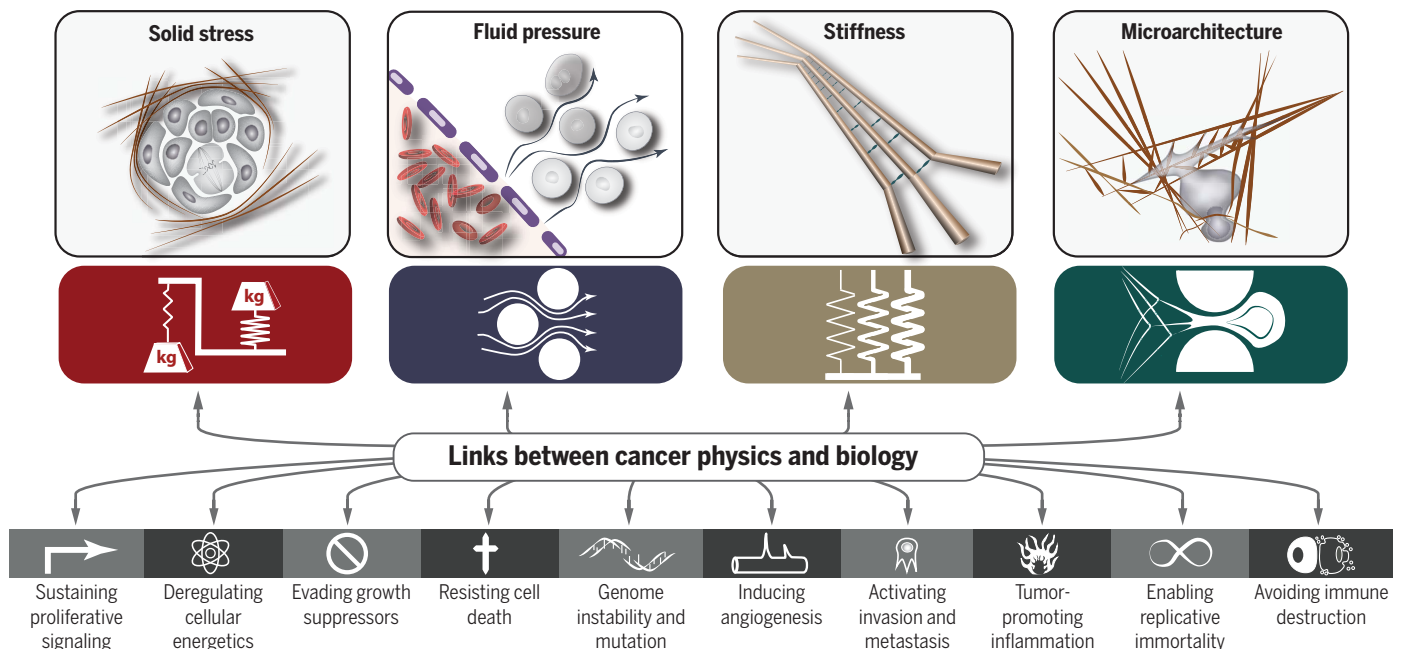 Solid stress
Fluid pressure
Stiffness
Microarchitecture
kg
kg
Links between cancer physics and biology
Sustaining
proliferative
signaling
Deregulating
cellular
energetics
Evading growth
suppressors
Resisting cell
death
Genome
instability and
mutation
Inducing
angiogenesis
Activating
invasion and
metastasis
Tumor-
promoting
inflammation
Enabling
replicative
immortality
Avoiding immune
destruction